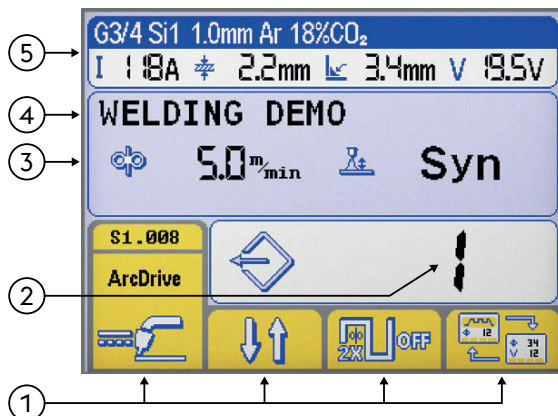 G3/4 Si1 1.0mm Ar 18%CO₂
5
I 118A 2.2mm 3.4mm V 19.5V
4
WELDING DEMO
3
5.0 m/min Syn
S1.008
ArcDrive
2
1
2X OFF
12
34
V 12
1